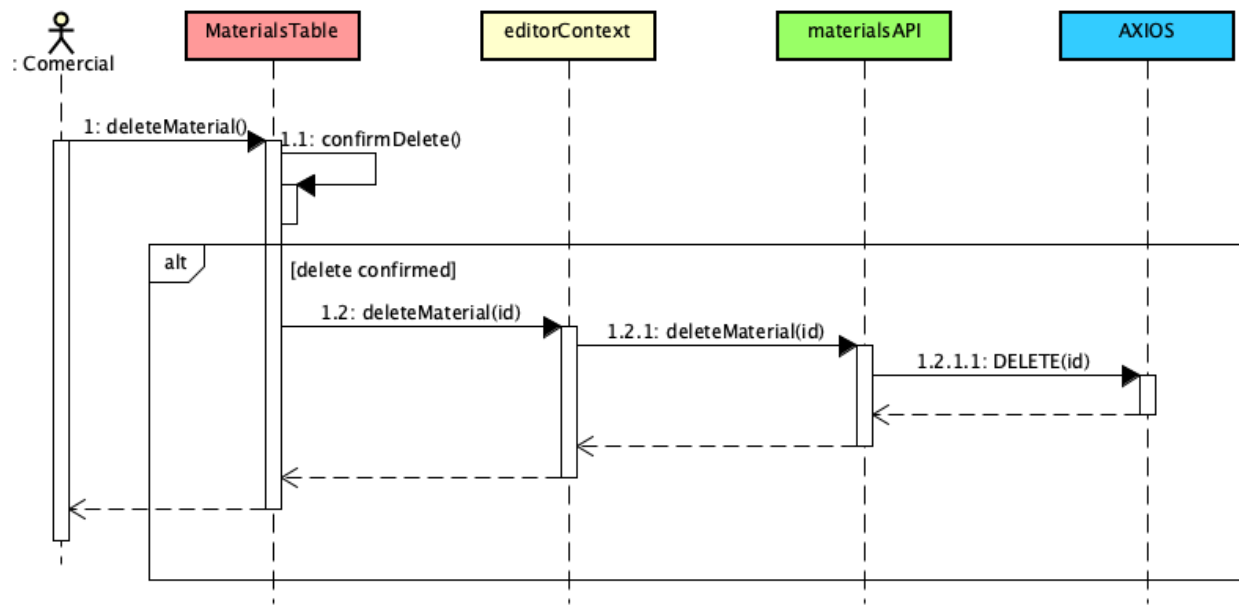 : Comercial
MaterialsTable
editorContext
materialsAPI
AXIOS
1: deleteMaterial()
1.1: confirmDelete()
alt
[delete confirmed]
1.2: deleteMaterial(id)
1.2.1: deleteMaterial(id)
1.2.1.1: DELETE(id)